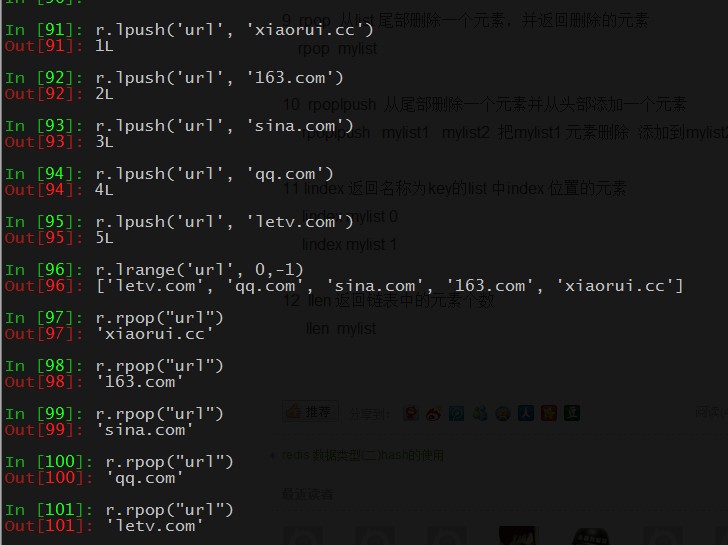 In [91]: r.lpush('url', 'xiaorui.cc')
Out[91]: 1L
In [92]: r.lpush('url', '163.com')
Out[92]: 2L
In [93]: r.lpush('url', 'sina.com')
Out[93]: 3L
In [94]: r.lpush('url', 'qq.com')
Out[94]: 4L
In [95]: r.lpush('url', 'letv.com')
Out[95]: 5L
In [96]: r.lrange('url', 0,-1)
Out[96]: ['letv.com', 'qq.com', 'sina.com', '163.com', 'xiaorui.cc']
In [97]: r.rpop("url")
Out[97]: 'xiaorui.cc'
In [98]: r.rpop("url")
Out[98]: '163.com'
In [99]: r.rpop("url")
Out[99]: 'sina.com'
In [100]: r.rpop("url")
Out[100]: 'qq.com'
In [101]: r.rpop("url")
Out[101]: 'letv.com'
9 rpop 从list 尾部删除一个元素，并返回删除的元素
rpop mylist
10 rpoplpush 从尾部删除一个元素并从头部添加一个元素
rpoplpush mylist1 mylist2 把mylist1 元素删除 添加到mylist2
11 lindex 返回名称为key的list 中index 位置的元素
lindex mylist 0
lindex mylist 1
12 llen 返回链表中的元素个数
llen mylist
推荐
分享到：
redis 数据类型(二)hash的使用
最近读者